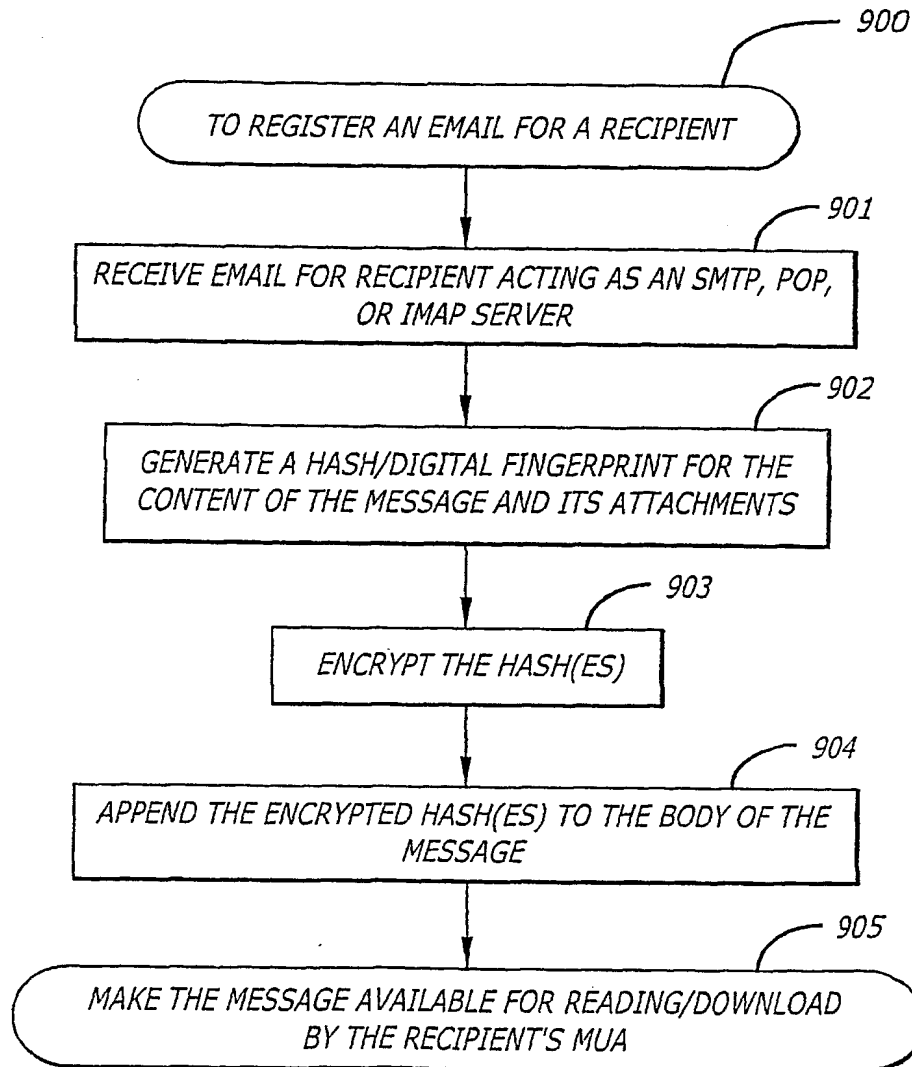 900
TO REGISTER AN EMAIL FOR A RECIPIENT
901
RECEIVE EMAIL FOR RECIPIENT ACTING AS AN SMTP, POP,
OR IMAP SERVER
902
GENERATE A HASH/DIGITAL FINGERPRINT FOR THE
CONTENT OF THE MESSAGE AND ITS ATTACHMENTS
903
ENCRYPT THE HASH(ES)
904
APPEND THE ENCRYPTED HASH(ES) TO THE BODY OF THE
MESSAGE
905
MAKE THE MESSAGE AVAILABLE FOR READING/DOWNLOAD
BY THE RECIPIENT'S MUA